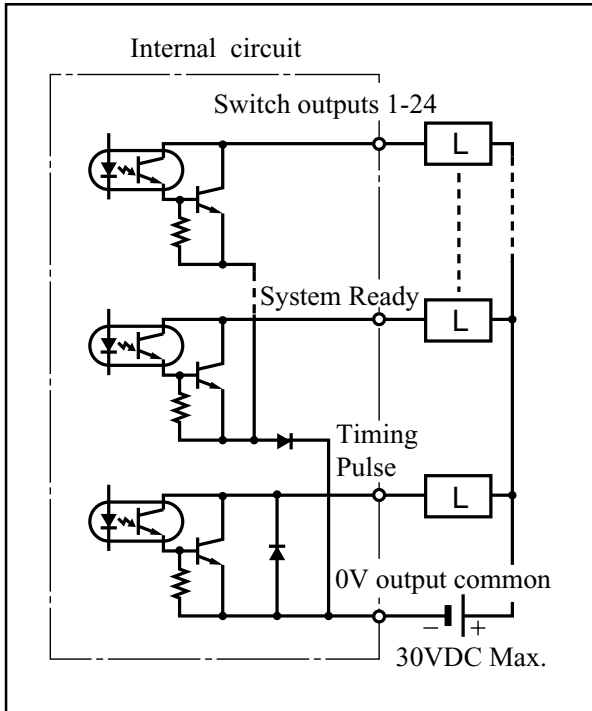 Internal circuit
Switch outputs 1-24
L
System Ready
L
Timing
Pulse
L
0V output common
− +
30VDC Max.